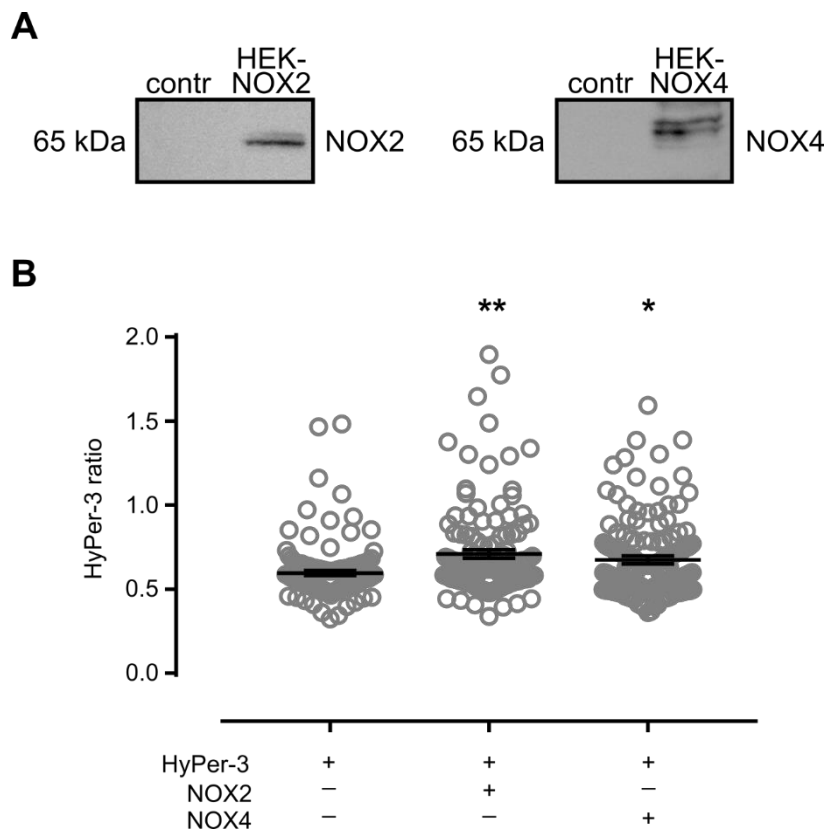 A
contr HEK-NOX2
65 kDa NOX2
contr HEK-NOX4
65 kDa NOX4
B
** *
2.0
1.5
1.0
0.5
0.0
HyPer-3 ratio
HyPer-3 + + +
NOX2 – + –
NOX4 – – +